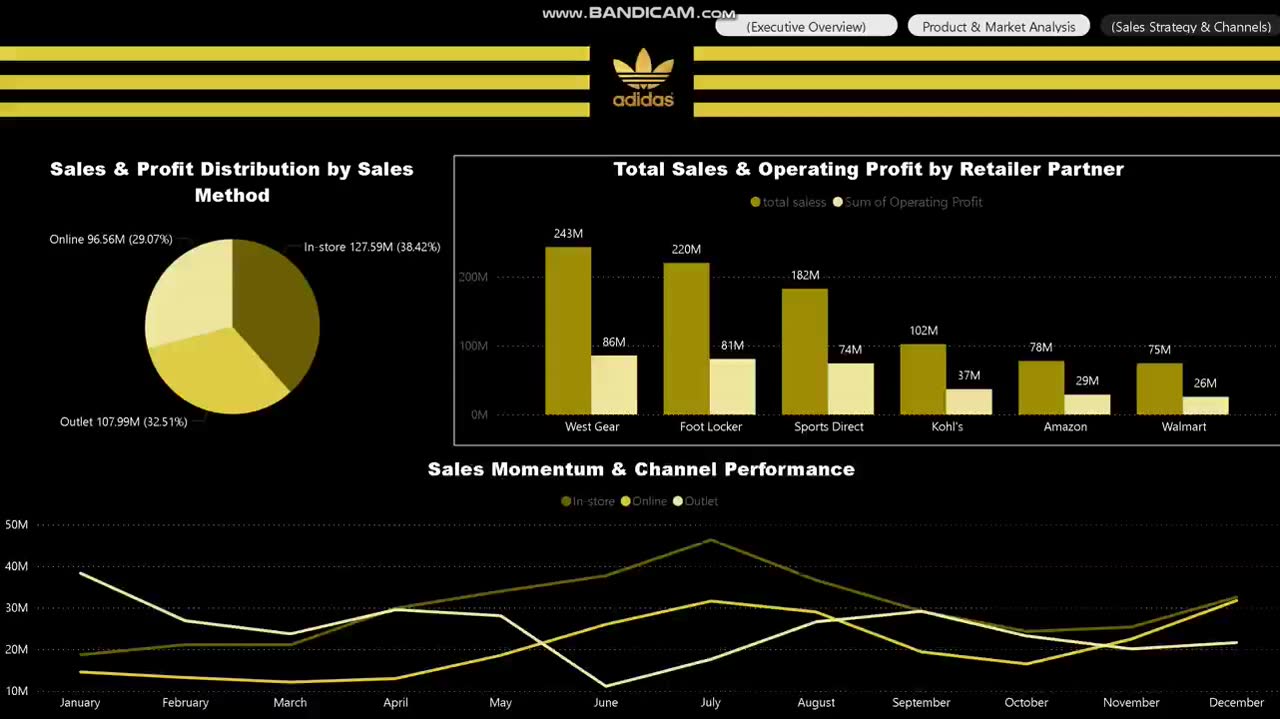 www.BANDICAM.com
(Executive Overview)
Product & Market Analysis
(Sales Strategy & Channels)
adidas
Sales & Profit Distribution by Sales
Method
Online 96.56M (29.07%)
In-store 127.59M (38.42%)
Outlet 107.99M (32.51%)
Total Sales & Operating Profit by Retailer Partner
total saless
Sum of Operating Profit
200M
100M
0M
243M
86M
220M
81M
182M
74M
102M
37M
78M
29M
75M
26M
West Gear
Foot Locker
Sports Direct
Kohl's
Amazon
Walmart
Sales Momentum & Channel Performance
In-store
Online
Outlet
50M
40M
30M
20M
10M
January
February
March
April
May
June
July
August
September
October
November
December